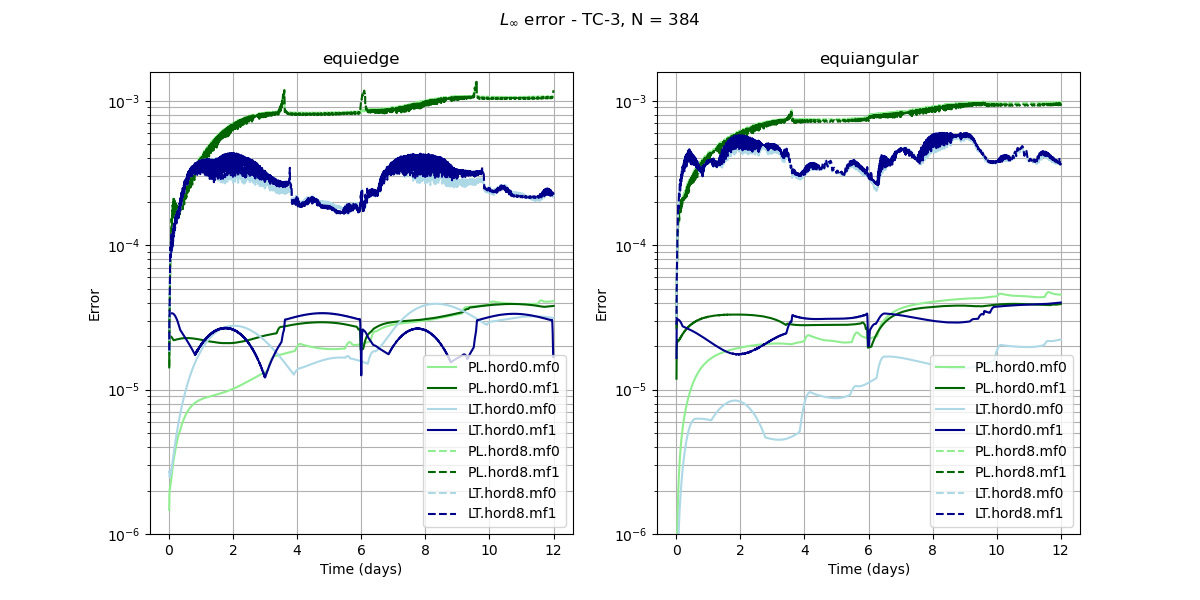 L∞ error - TC-3, N = 384
equiedge
10⁻³
10⁻⁴
10⁻⁵
10⁻⁶
Error
0 2 4 6 8 10 12
Time (days)
PL.hord0.mf0
PL.hord0.mf1
LT.hord0.mf0
LT.hord0.mf1
PL.hord8.mf0
PL.hord8.mf1
LT.hord8.mf0
LT.hord8.mf1
equiangular
10⁻³
10⁻⁴
10⁻⁵
10⁻⁶
Error
0 2 4 6 8 10 12
Time (days)
PL.hord0.mf0
PL.hord0.mf1
LT.hord0.mf0
LT.hord0.mf1
PL.hord8.mf0
PL.hord8.mf1
LT.hord8.mf0
LT.hord8.mf1